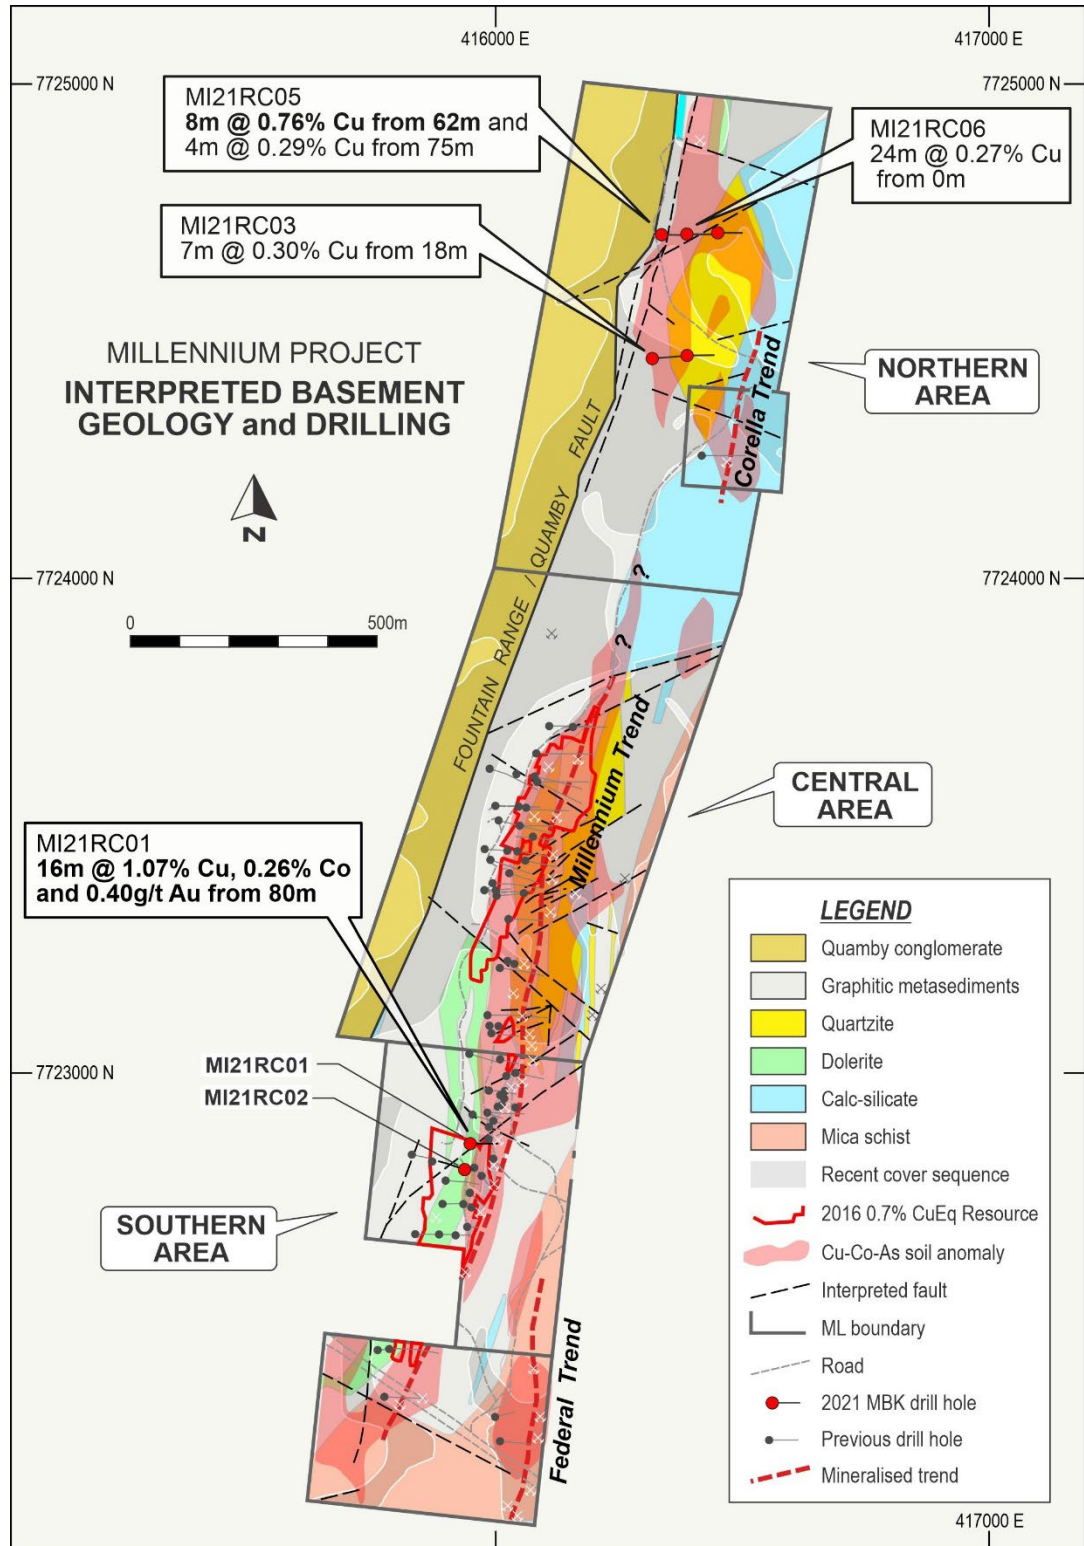 416000 E
417000 E
7725000 N
7725000 N
MI21RC05
8m @ 0.76% Cu from 62m and
4m @ 0.29% Cu from 75m
MI21RC06
24m @ 0.27% Cu
from 0m
MI21RC03
7m @ 0.30% Cu from 18m
MILLENNIUM PROJECT
INTERPRETED BASEMENT
GEOLOGY and DRILLING
N
NORTHERN
AREA
Corella Trend
FOUNTAIN RANGE / QUAMBY FAULT
7724000 N
7724000 N
0
500m
?
?
Millennium Trend
CENTRAL
AREA
MI21RC01
16m @ 1.07% Cu, 0.26% Co
and 0.40g/t Au from 80m
7723000 N
MI21RC01
MI21RC02
SOUTHERN
AREA
Federal Trend
LEGEND
Quamby conglomerate
Graphitic metasediments
Quartzite
Dolerite
Calc-silicate
Mica schist
Recent cover sequence
2016 0.7% CuEq Resource
Cu-Co-As soil anomaly
Interpreted fault
ML boundary
Road
2021 MBK drill hole
Previous drill hole
Mineralised trend
416000 E
417000 E